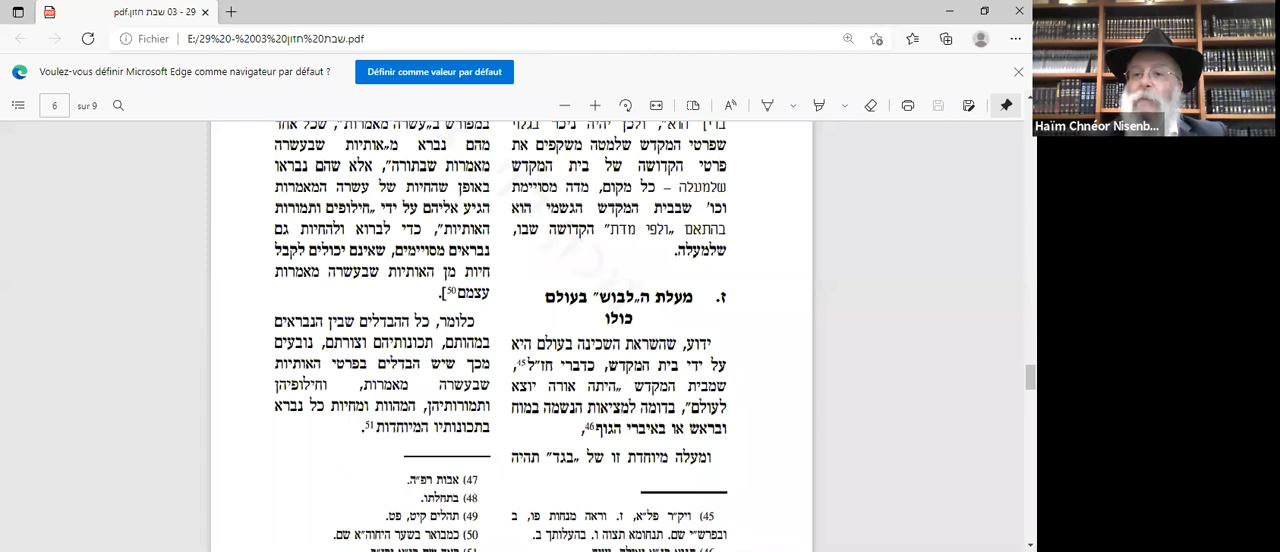 29 - 03 שבת חזון.pdf
Fichier
E:/29%20-%2003%20שבת%20חזון.pdf
Voulez-vous définir Microsoft Edge comme navigateur par défaut ?
Définir comme valeur par défaut
6 sur 9
Haïm Chnéor Nisenb...
ברי] הוא", ולכן יהיה ניכר בגלוי
שפרטי המקדש שלמטה משקפים את
פרטי הקדושה של בית המקדש
שלמעלה – כל מקום, מדה מסויימת
וכו' שבבית המקדש הגשמי הוא
בהתאם „ולפי מדת" הקדושה שבו,
שלמעלה.
ז. מעלת ה„לבוש" בעולם
כולו
ידוע, שהשראת השכינה בעולם היא
על ידי בית המקדש, כדברי חז"ל45,
שמבית המקדש „היתה אורה יוצא
לעולם", בדומה למציאות הנשמה במוח
ובראש או באיברי הגוף46,
ומעלה מיוחדת זו של „בגד" תהיה
45) ויק"ר פל"א, ז. וראה מנחות פו, ב
ובפרש"י שם. תנחומא תצוה ו. בהעלותך ב.
במפורש ב„עשרה מאמרות", שכל אחד
מהם נברא מ„אותיות שבעשרה
מאמרות שבתורה", אלא שהם נבראו
באופן שהחיות של עשרה המאמרות
הגיע אליהם על ידי „חילופים ותמורות
האותיות", כדי לברוא ולהחיות גם
נבראים מסויימים, שאינם יכולים לקבל
חיות מן האותיות שבעשרה מאמרות
עצמם50].
כלומר, כל ההבדלים שבין הנבראים
במהותם, תכונותיהם וצורתם, נובעים
מכך שיש הבדלים בפרטי האותיות
שבעשרה מאמרות, וחילופיהן
ותמורותיהן, המהוות ומחיות כל נברא
בתכונותיו המיוחדות51.
47) אבות רפ"ה.
48) בתחלתו.
49) תהלים קיט, פט.
50) כמבואר בשער היחוה"א שם.